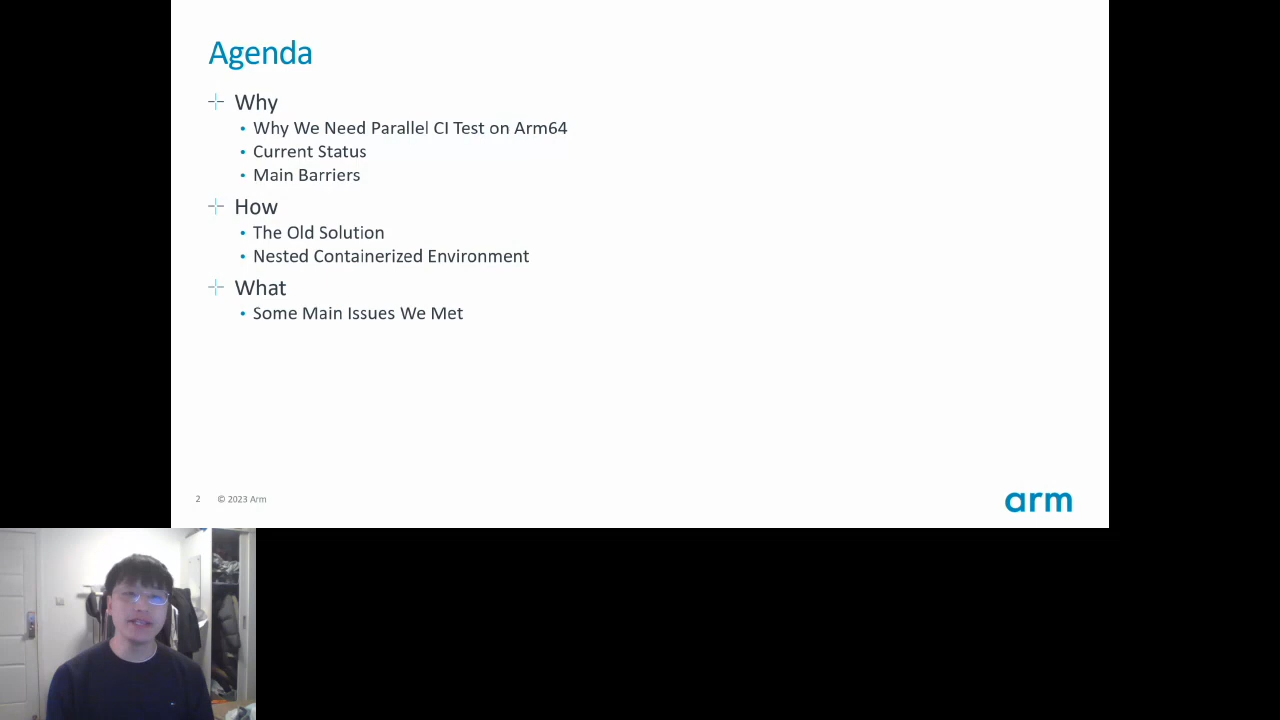 Agenda
Why
• Why We Need Parallel CI Test on Arm64
• Current Status
• Main Barriers
How
• The Old Solution
• Nested Containerized Environment
What
• Some Main Issues We Met
2 © 2023 Arm
arm